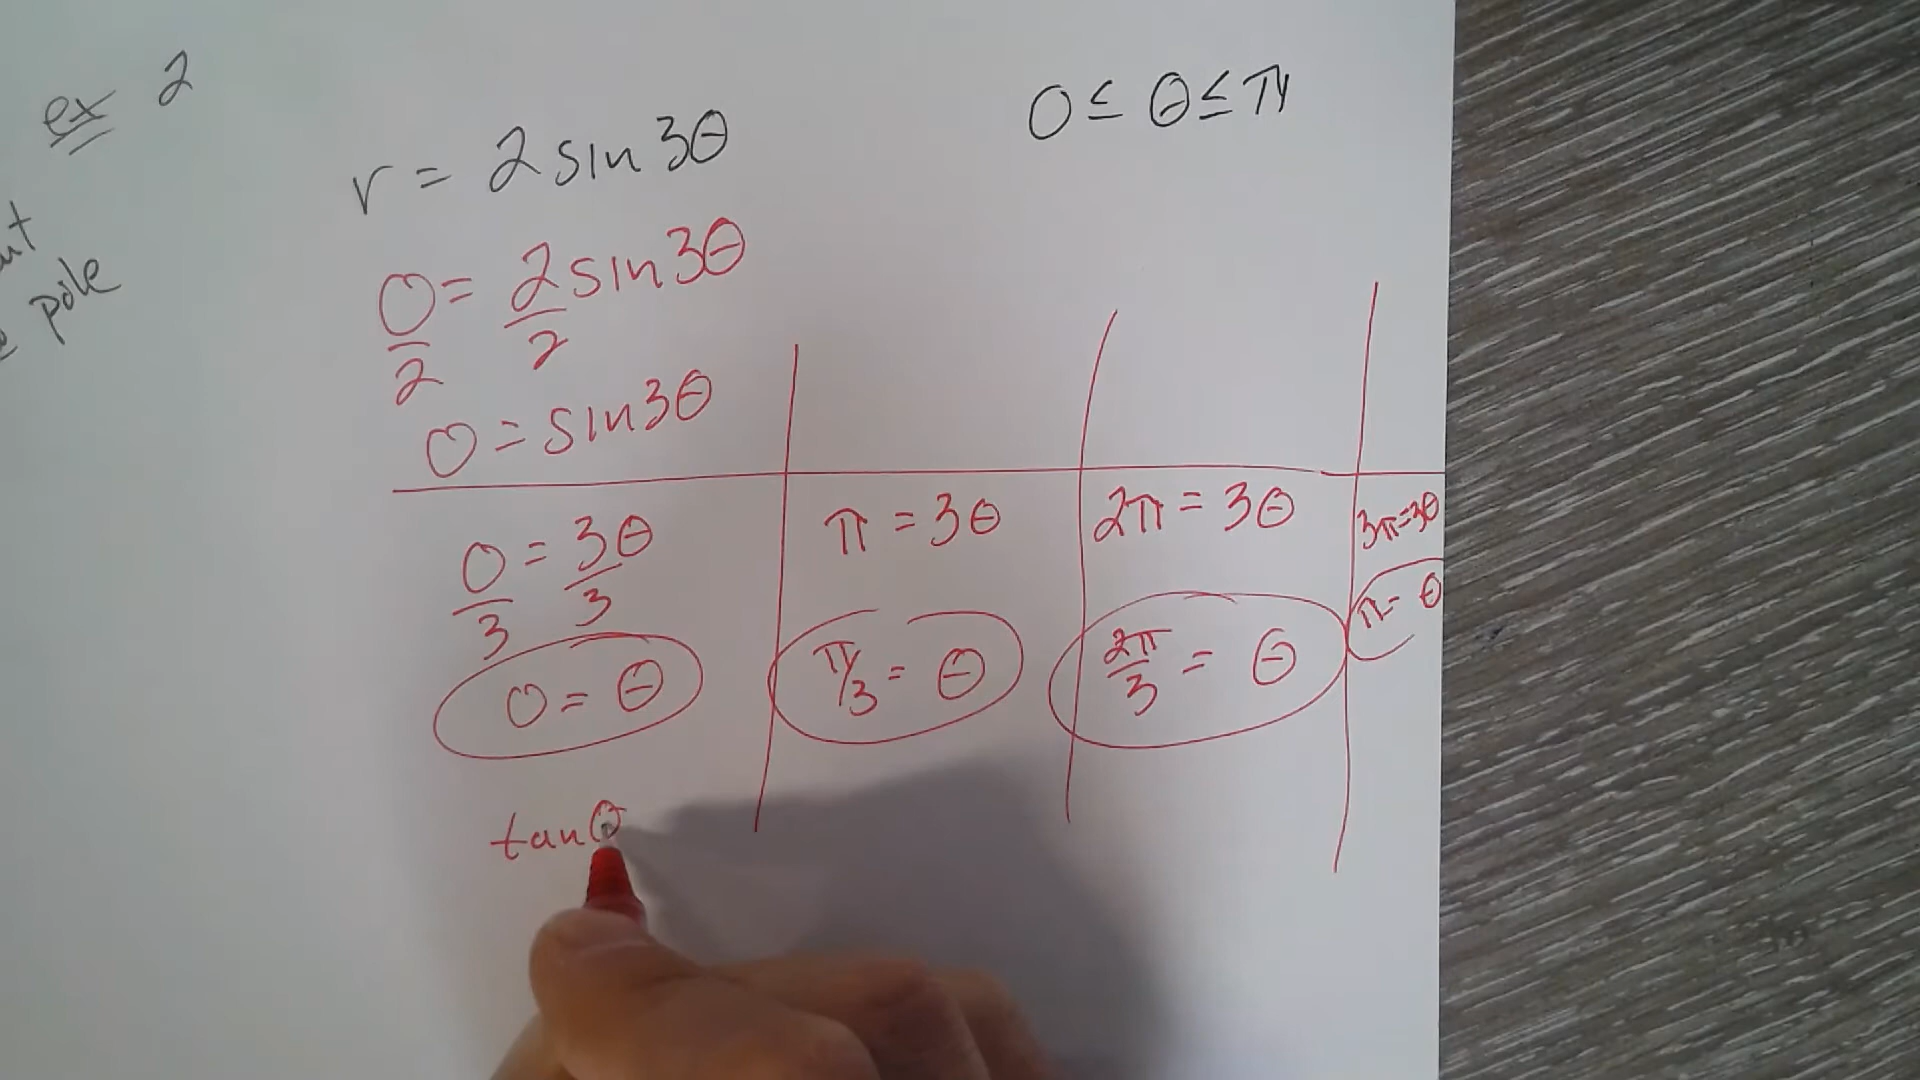 ex 2
pole
r = 2 sin 3θ
0 ≤ θ ≤ π
0/2 = 2 sin 3θ/2
0 = sin 3θ
0/3 = 3θ/3
0 = θ
π = 3θ
π/3 = θ
2π = 3θ
2π/3 = θ
3π = 3θ
π = θ
tan θ